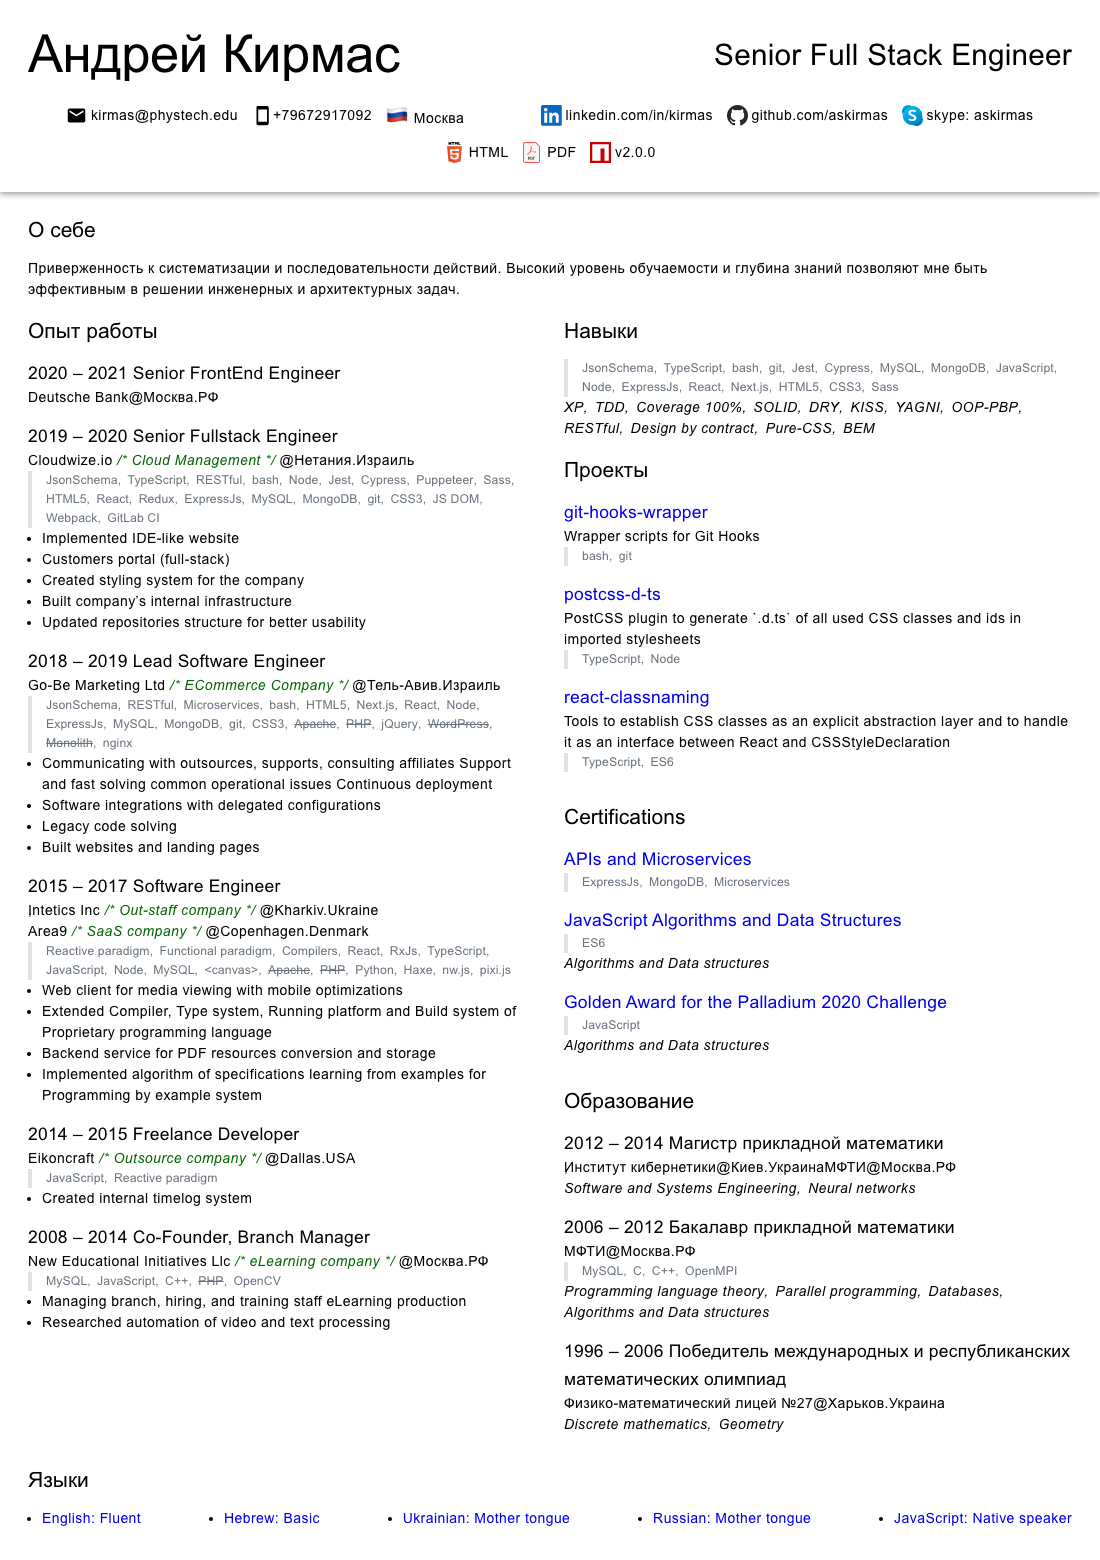 Андрей Кирмас
Senior Full Stack Engineer
kirmas@phystech.edu +79672917092 Москва linkedin.com/in/kirmas github.com/askirmas skype: askirmas
HTML PDF v2.0.0
О себе
Приверженность к систематизации и последовательности действий. Высокий уровень обучаемости и глубина знаний позволяют мне быть
эффективным в решении инженерных и архитектурных задач.
Опыт работы
2020 – 2021 Senior FrontEnd Engineer
Deutsche Bank@Москва.РФ
2019 – 2020 Senior Fullstack Engineer
Cloudwize.io /* Cloud Management */ @Нетания.Израиль
JsonSchema, TypeScript, RESTful, bash, Node, Jest, Cypress, Puppeteer, Sass,
HTML5, React, Redux, ExpressJs, MySQL, MongoDB, git, CSS3, JS DOM,
Webpack, GitLab CI
• Implemented IDE-like website
• Customers portal (full-stack)
• Created styling system for the company
• Built company's internal infrastructure
• Updated repositories structure for better usability
2018 – 2019 Lead Software Engineer
Go-Be Marketing Ltd /* ECommerce Company */ @Тель-Авив.Израиль
JsonSchema, RESTful, Microservices, bash, HTML5, Next.js, React, Node,
ExpressJs, MySQL, MongoDB, git, CSS3, Apache, PHP, jQuery, WordPress,
Monolith, nginx
• Communicating with outsources, supports, consulting affiliates Support
and fast solving common operational issues Continuous deployment
• Software integrations with delegated configurations
• Legacy code solving
• Built websites and landing pages
2015 – 2017 Software Engineer
Intetics Inc /* Out-staff company */ @Kharkiv.Ukraine
Area9 /* SaaS company */ @Copenhagen.Denmark
Reactive paradigm, Functional paradigm, Compilers, React, RxJs, TypeScript,
JavaScript, Node, MySQL, <canvas>, Apache, PHP, Python, Haxe, nw.js, pixi.js
• Web client for media viewing with mobile optimizations
• Extended Compiler, Type system, Running platform and Build system of
Proprietary programming language
• Backend service for PDF resources conversion and storage
• Implemented algorithm of specifications learning from examples for
Programming by example system
2014 – 2015 Freelance Developer
Eikoncraft /* Outsource company */ @Dallas.USA
JavaScript, Reactive paradigm
• Created internal timelog system
2008 – 2014 Co-Founder, Branch Manager
New Educational Initiatives Llc /* eLearning company */ @Москва.РФ
MySQL, JavaScript, C++, PHP, OpenCV
• Managing branch, hiring, and training staff eLearning production
• Researched automation of video and text processing
Навыки
JsonSchema, TypeScript, bash, git, Jest, Cypress, MySQL, MongoDB, JavaScript,
Node, ExpressJs, React, Next.js, HTML5, CSS3, Sass
XP, TDD, Coverage 100%, SOLID, DRY, KISS, YAGNI, OOP-PBP,
RESTful, Design by contract, Pure-CSS, BEM
Проекты
git-hooks-wrapper
Wrapper scripts for Git Hooks
bash, git
postcss-d-ts
PostCSS plugin to generate `.d.ts` of all used CSS classes and ids in
imported stylesheets
TypeScript, Node
react-classnaming
Tools to establish CSS classes as an explicit abstraction layer and to handle
it as an interface between React and CSSStyleDeclaration
TypeScript, ES6
Certifications
APIs and Microservices
ExpressJs, MongoDB, Microservices
JavaScript Algorithms and Data Structures
ES6
Algorithms and Data structures
Golden Award for the Palladium 2020 Challenge
JavaScript
Algorithms and Data structures
Образование
2012 – 2014 Магистр прикладной математики
Институт кибернетики@Киев.УкраинаМФТИ@Москва.РФ
Software and Systems Engineering, Neural networks
2006 – 2012 Бакалавр прикладной математики
МФТИ@Москва.РФ
MySQL, C, C++, OpenMPI
Programming language theory, Parallel programming, Databases,
Algorithms and Data structures
1996 – 2006 Победитель международных и республиканских
математических олимпиад
Физико-математический лицей №27@Харьков.Украина
Discrete mathematics, Geometry
Языки
• English: Fluent • Hebrew: Basic • Ukrainian: Mother tongue • Russian: Mother tongue • JavaScript: Native speaker